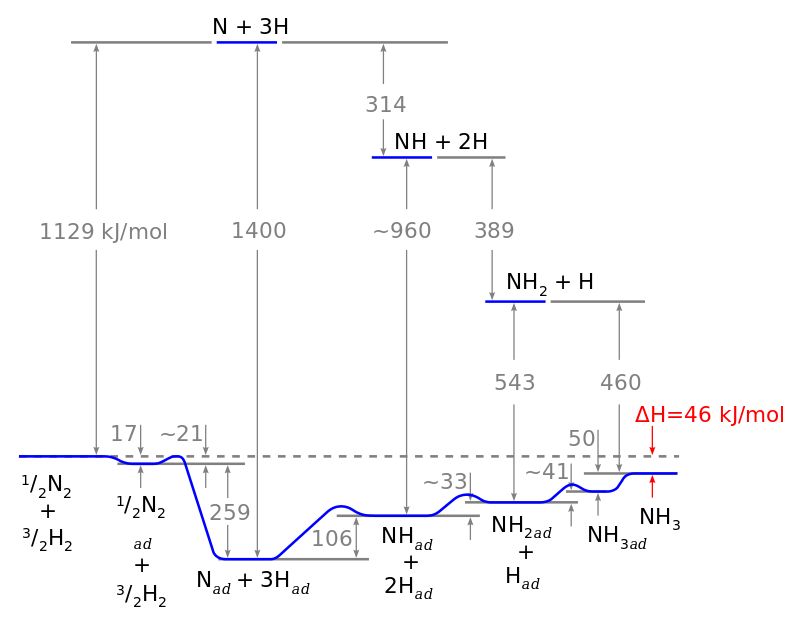 N + 3H
314
NH + 2H
1129 kJ/mol
1400
~960
389
NH₂ + H
543
460
ΔH=46 kJ/mol
17
~21
50
~33
~41
259
106
¹/₂N₂
+
³/₂H₂
¹/₂N₂
ad
+
³/₂H₂
Nad + 3Had
NHad
+
2Had
NH₂ad
+
Had
NH₃ad
NH₃